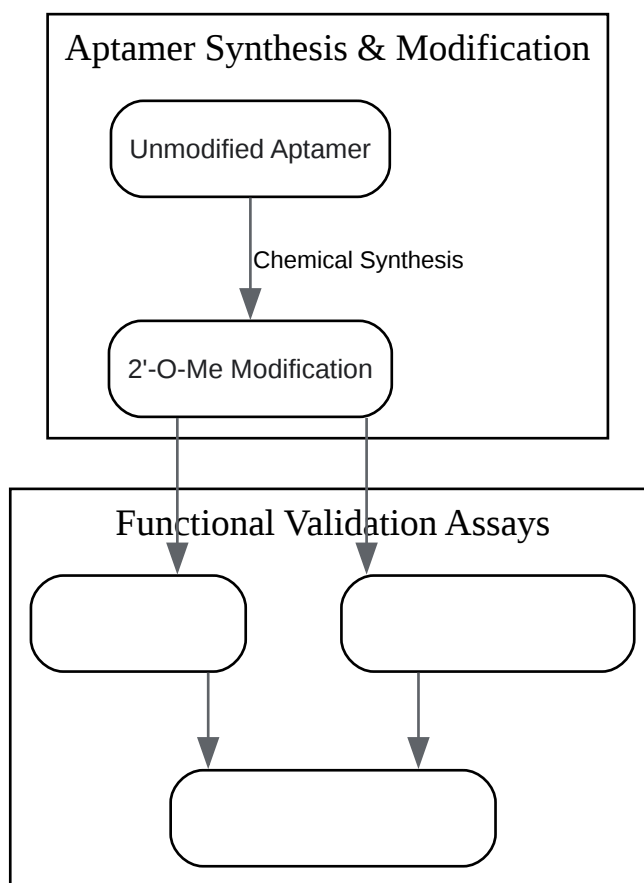 Aptamer Synthesis & Modification
Unmodified Aptamer
Chemical Synthesis
2'-O-Me Modification
Functional Validation Assays